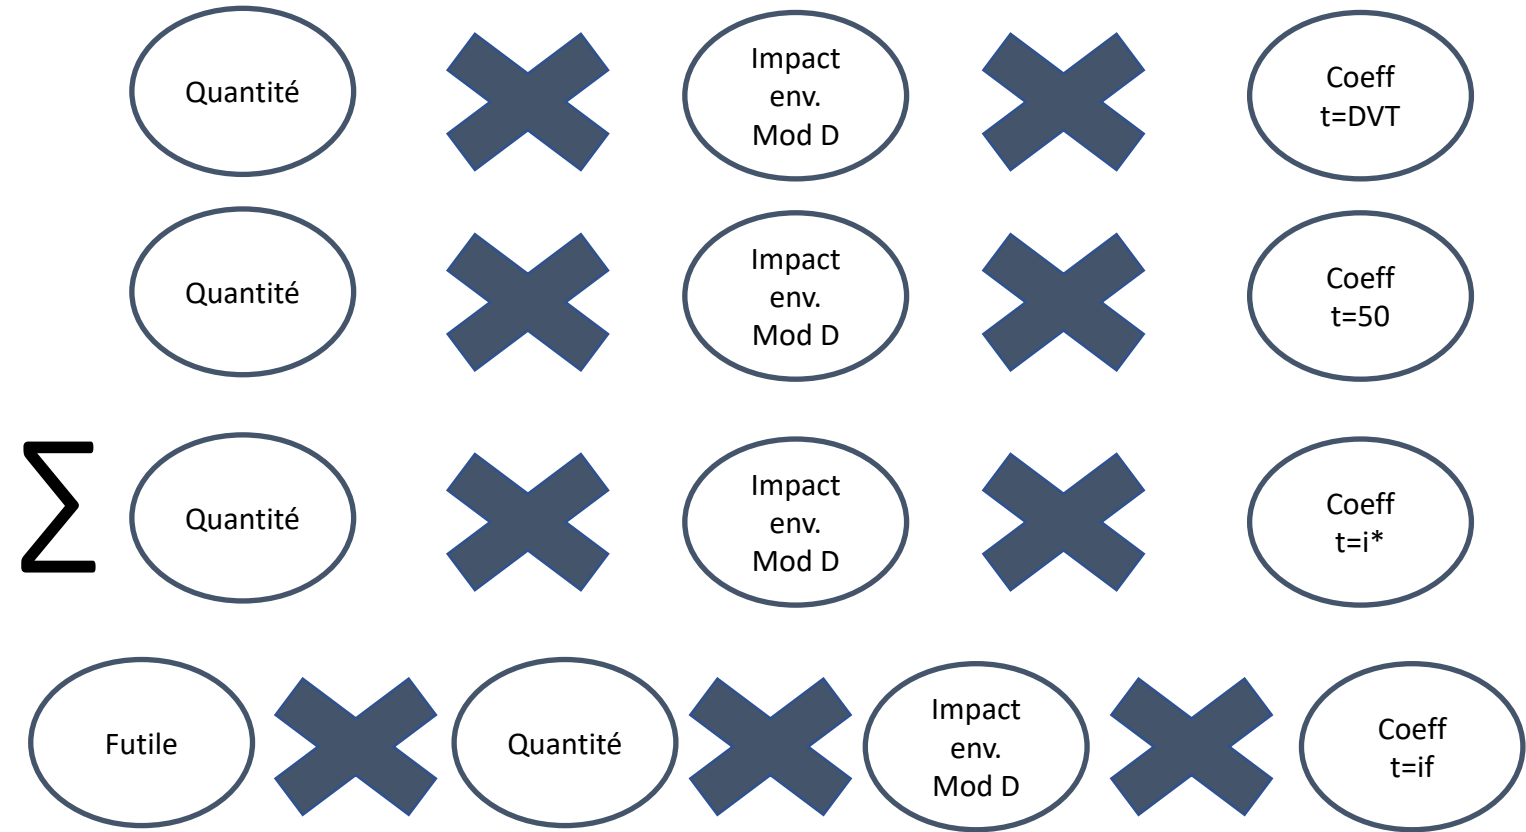 Quantité
Impact
env.
Mod D
Coeff
t=DVT
Quantité
Impact
env.
Mod D
Coeff
t=50
∑
Quantité
Impact
env.
Mod D
Coeff
t=i*
Futile
Quantité
Impact
env.
Mod D
Coeff
t=if